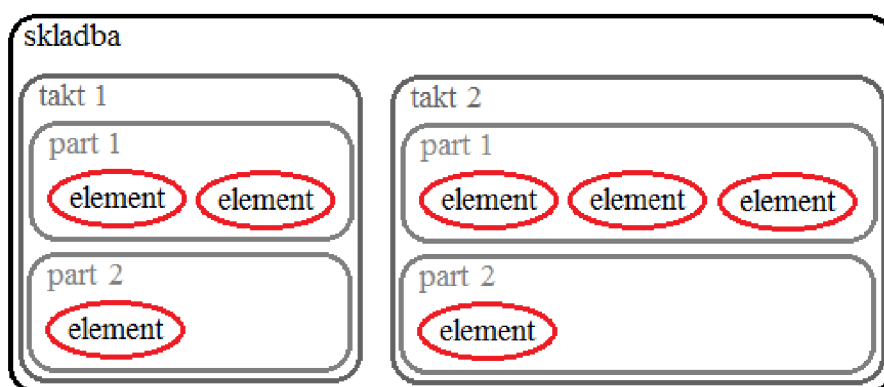 skladba
takt 1
part 1
element element
part 2
element
takt 2
part 1
element element element
part 2
element